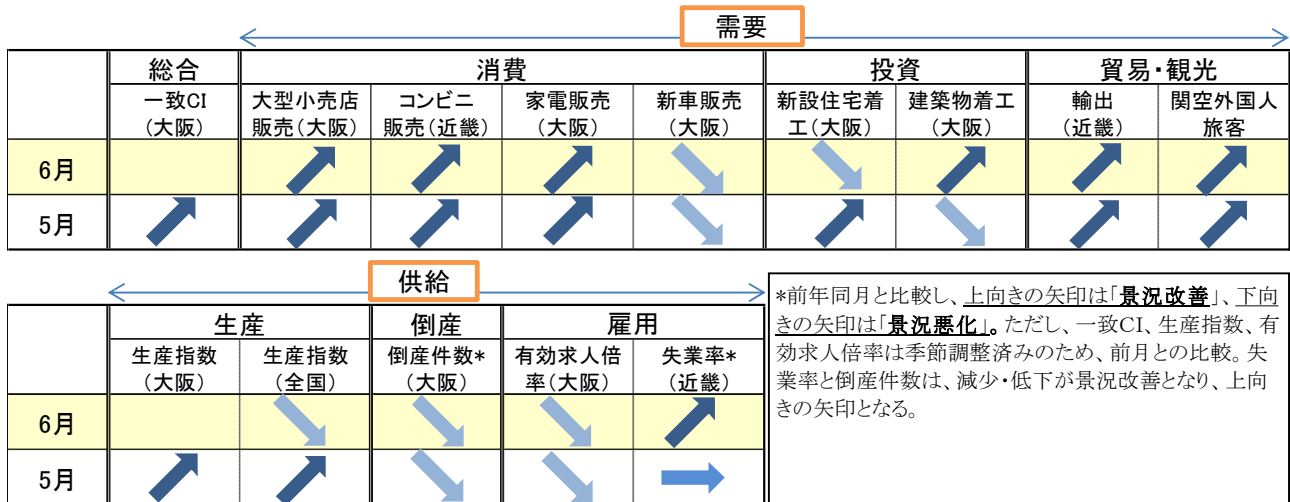 需要
総合 消費 投資 貿易・観光
一致CI 大型小売店 コンビニ 家電販売 新車販売 新設住宅着 建築物着工 輸出 関空外国人
(大阪) 販売(大阪) 販売(近畿) (大阪) (大阪) 工(大阪) (大阪) (近畿) 旅客
6月
5月
供給
生産 倒産 雇用
生産指数 生産指数 倒産件数* 有効求人倍 失業率*
(大阪) (全国) (大阪) 率(大阪) (近畿)
6月
5月
*前年同月と比較し、上向きの矢印は「景況改善」、下向
きの矢印は「景況悪化」。ただし、一致CI、生産指数、有
効求人倍率は季節調整済みのため、前月との比較。失
業率と倒産件数は、減少・低下が景況改善となり、上向
きの矢印となる。